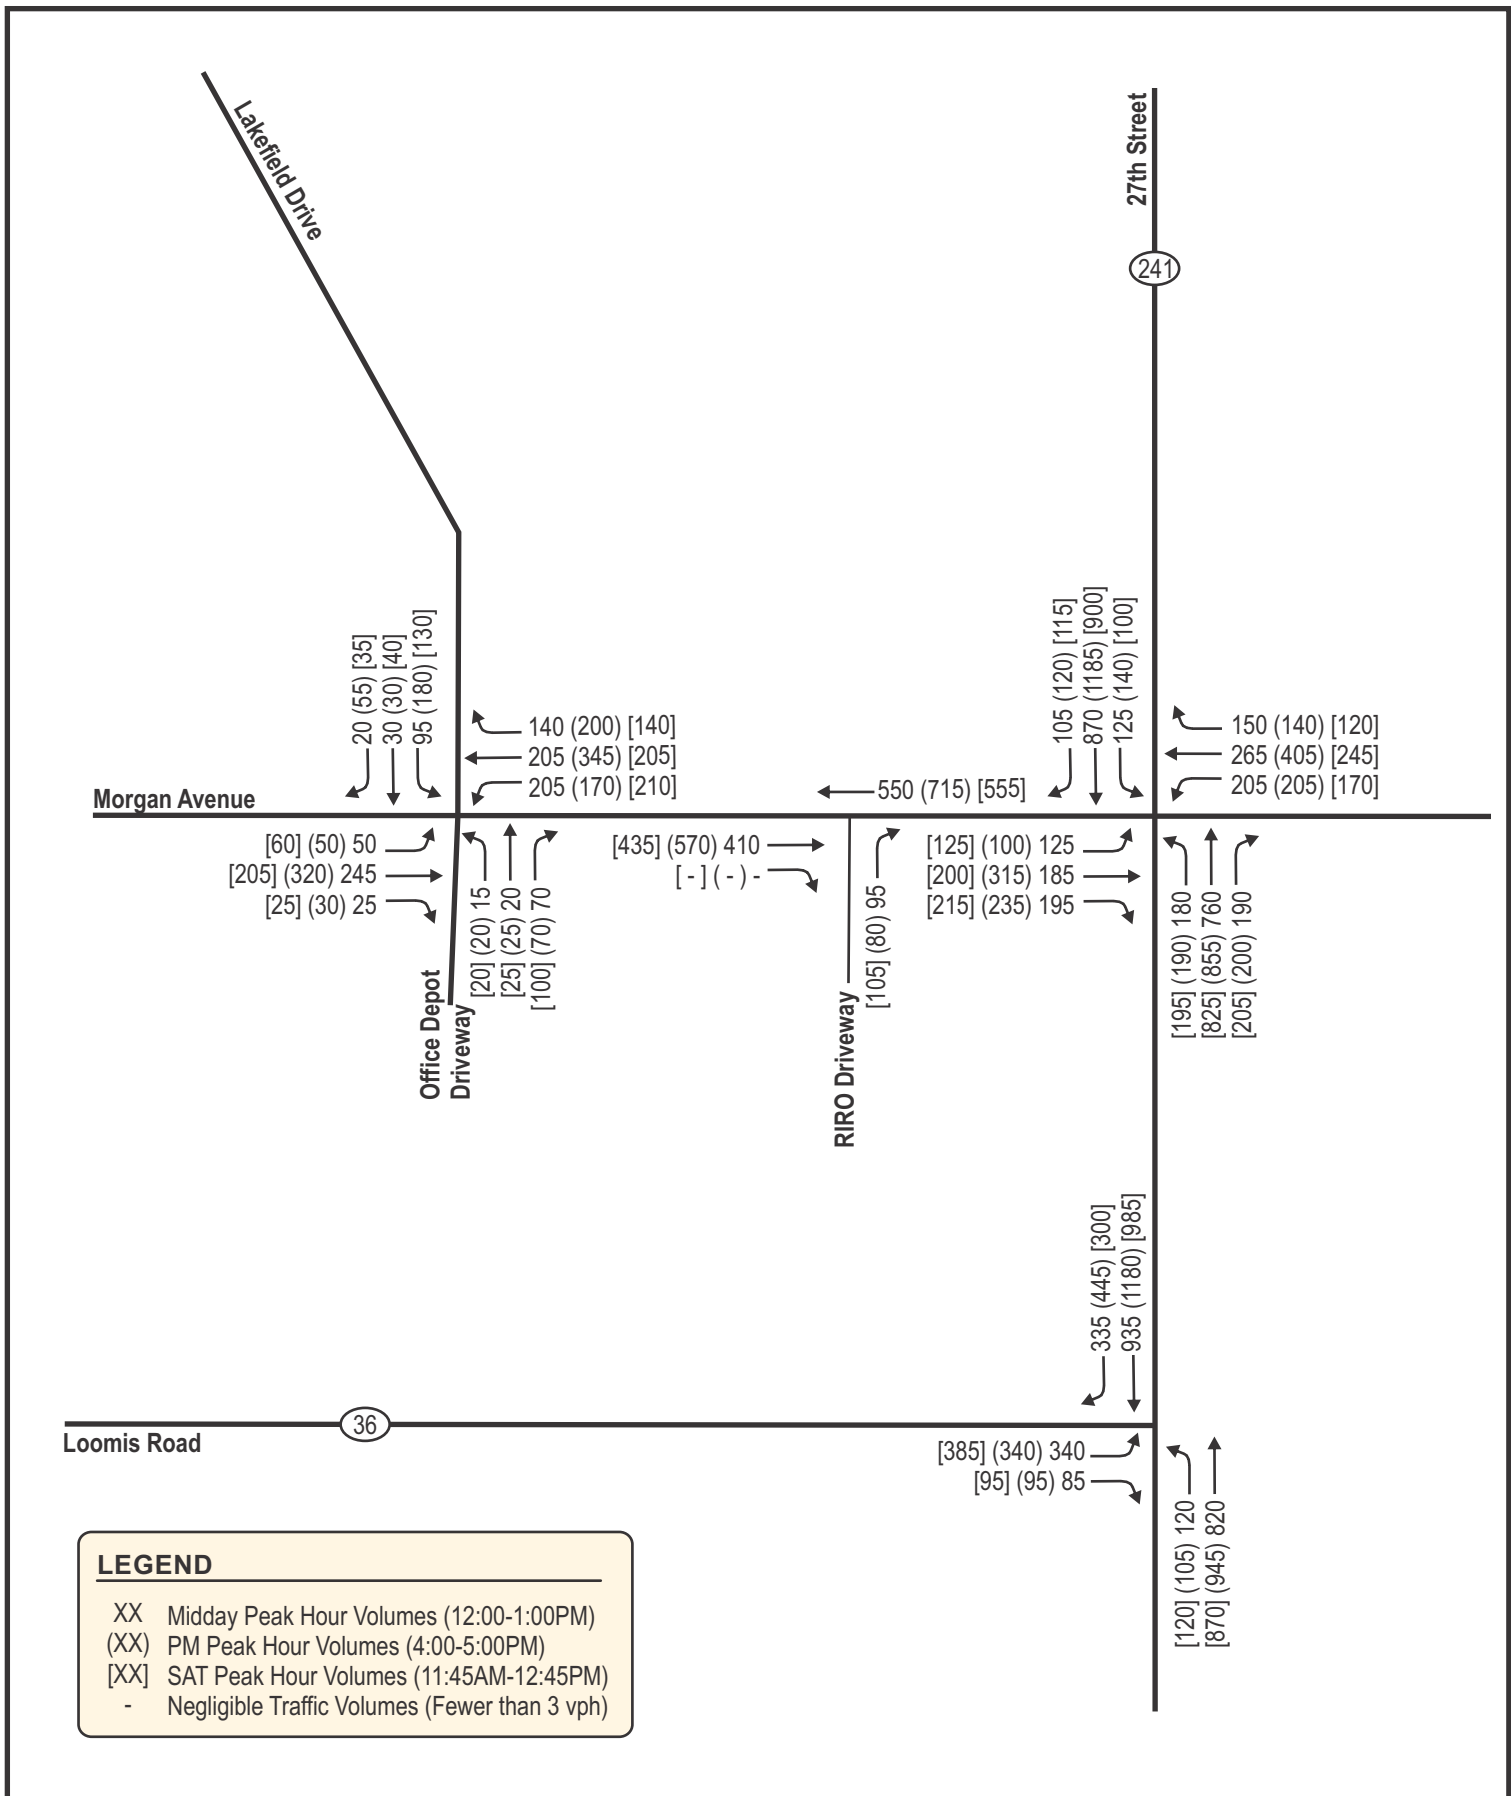 Lakefield Drive
27th Street
241
20 (55) [35]
30 (30) [40]
95 (180) [130]
140 (200) [140]
205 (345) [205]
205 (170) [210]
550 (715) [555]
105 (120) [115]
870 (1185) [900]
125 (140) [100]
150 (140) [120]
265 (405) [245]
205 (205) [170]
Morgan Avenue
[60] (50) 50
[205] (320) 245
[25] (30) 25
[20] (20) 15
[25] (25) 20
[100] (70) 70
Office Depot
Driveway
[435] (570) 410
[ - ] ( - ) -
RIRO Driveway
[105] (80) 95
[125] (100) 125
[200] (315) 185
[215] (235) 195
[195] (190) 180
[825] (855) 760
[205] (200) 190
335 (445) [300]
935 (1180) [985]
36
Loomis Road
[385] (340) 340
[95] (95) 85
[120] (105) 120
[870] (945) 820
LEGEND
XX Midday Peak Hour Volumes (12:00-1:00PM)
(XX) PM Peak Hour Volumes (4:00-5:00PM)
[XX] SAT Peak Hour Volumes (11:45AM-12:45PM)
- Negligible Traffic Volumes (Fewer than 3 vph)